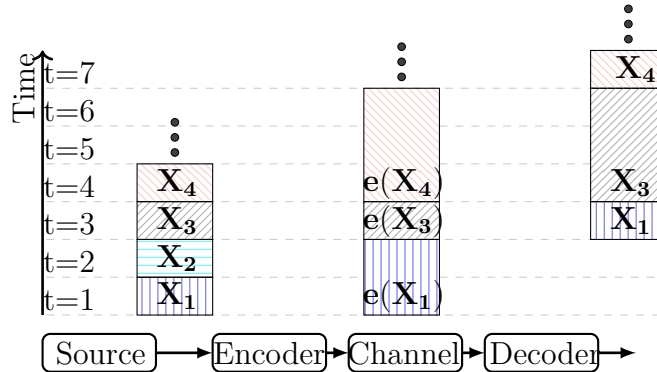 Time
t=7
X₄
t=6
t=5
t=4
X₄
e(X₄)
X₃
t=3
X₃
e(X₃)
X₁
t=2
X₂
t=1
X₁
e(X₁)
Source
Encoder
Channel
Decoder